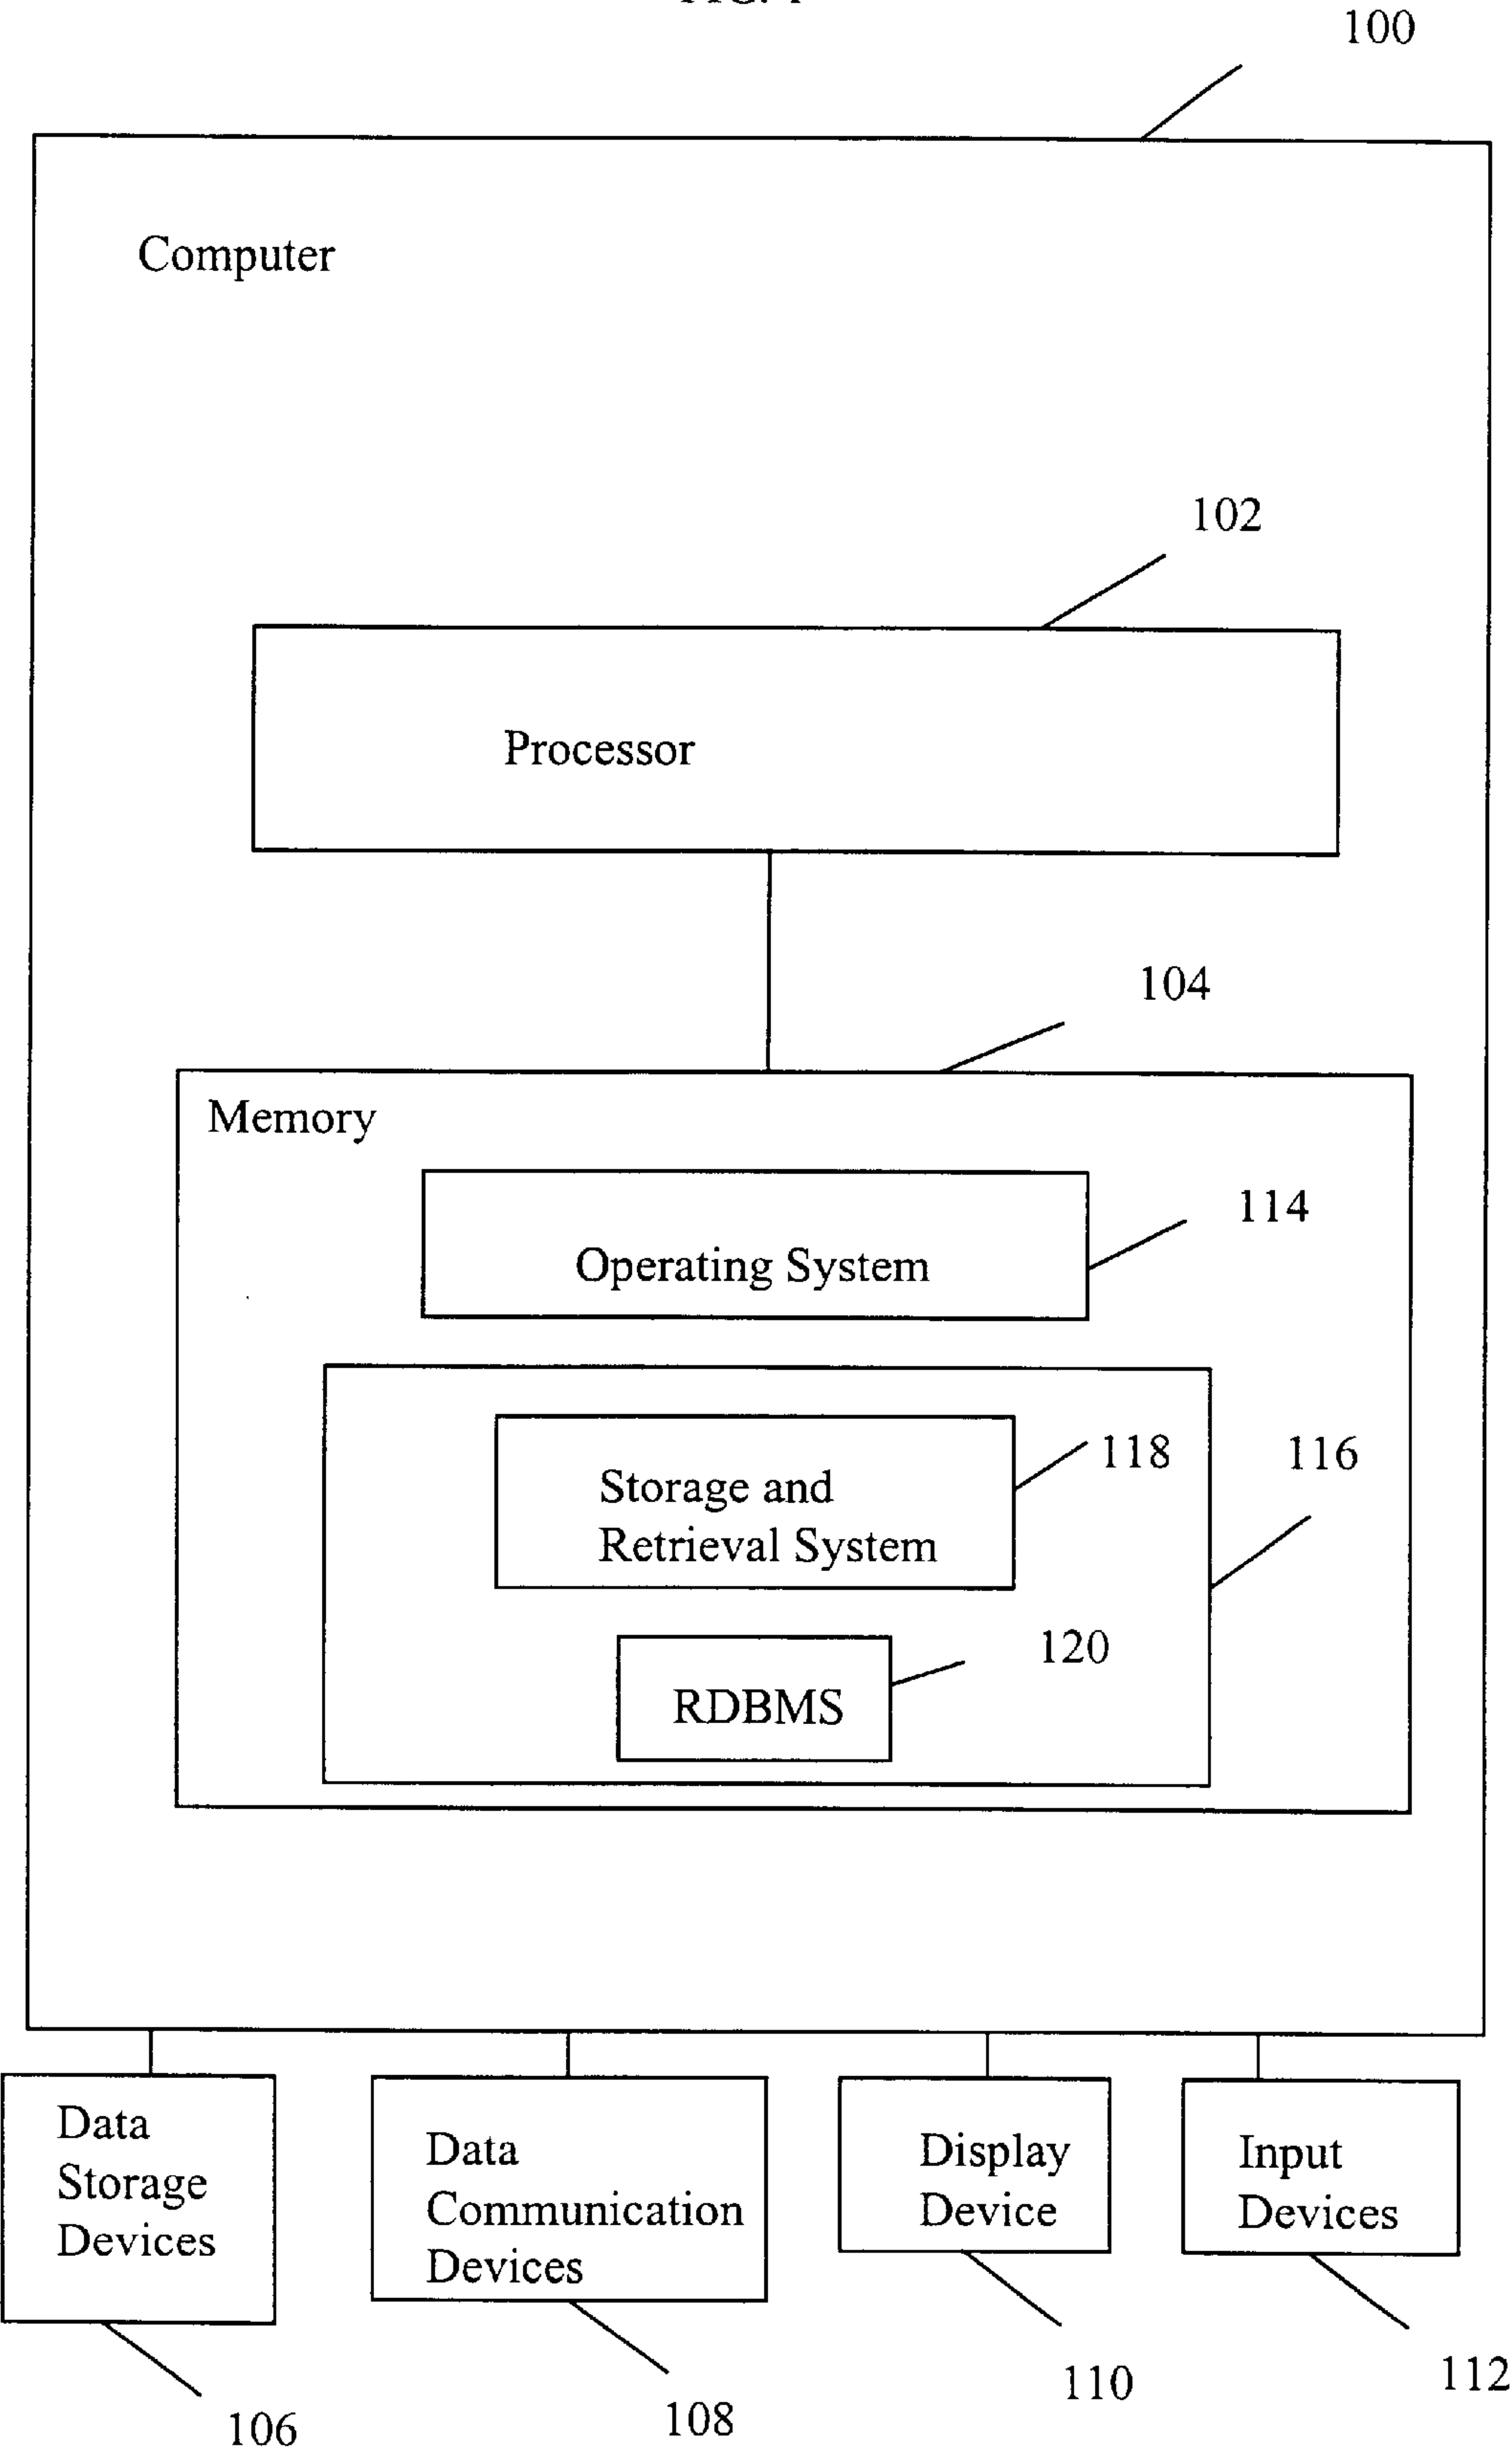 100
Computer
102
Processor
104
Memory
114
Operating System
118
116
Storage and
Retrieval System
120
RDBMS
Data
Storage
Devices
Data
Communication
Devices
Display
Device
Input
Devices
106
108
110
112